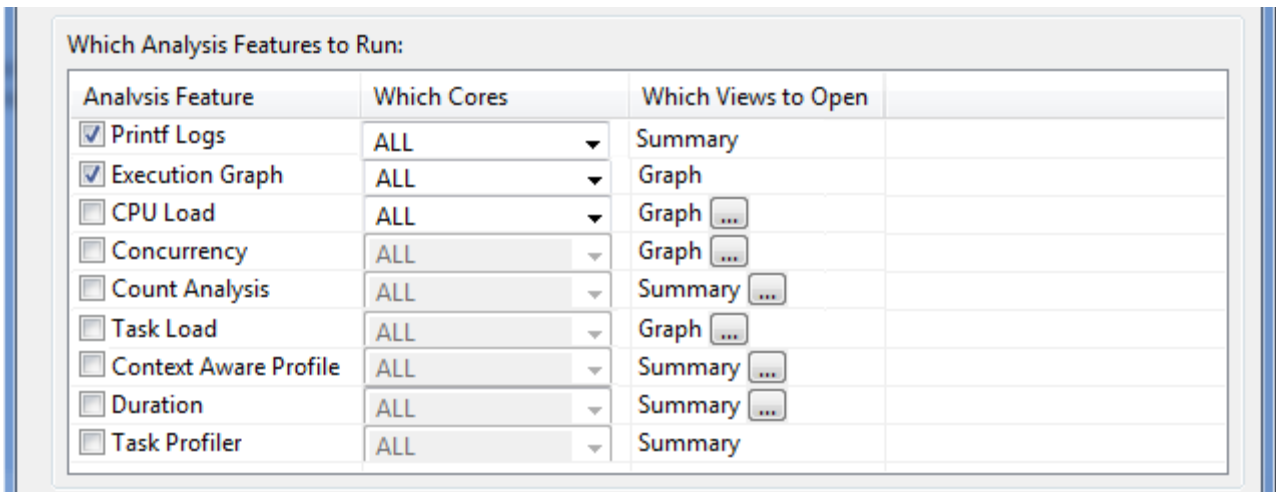 Which Analysis Features to Run:
Analysis Feature Which Cores Which Views to Open
Printf Logs ALL Summary
Execution Graph ALL Graph
CPU Load ALL Graph ...
Concurrency ALL Graph ...
Count Analysis ALL Summary ...
Task Load ALL Graph ...
Context Aware Profile ALL Summary ...
Duration ALL Summary ...
Task Profiler ALL Summary